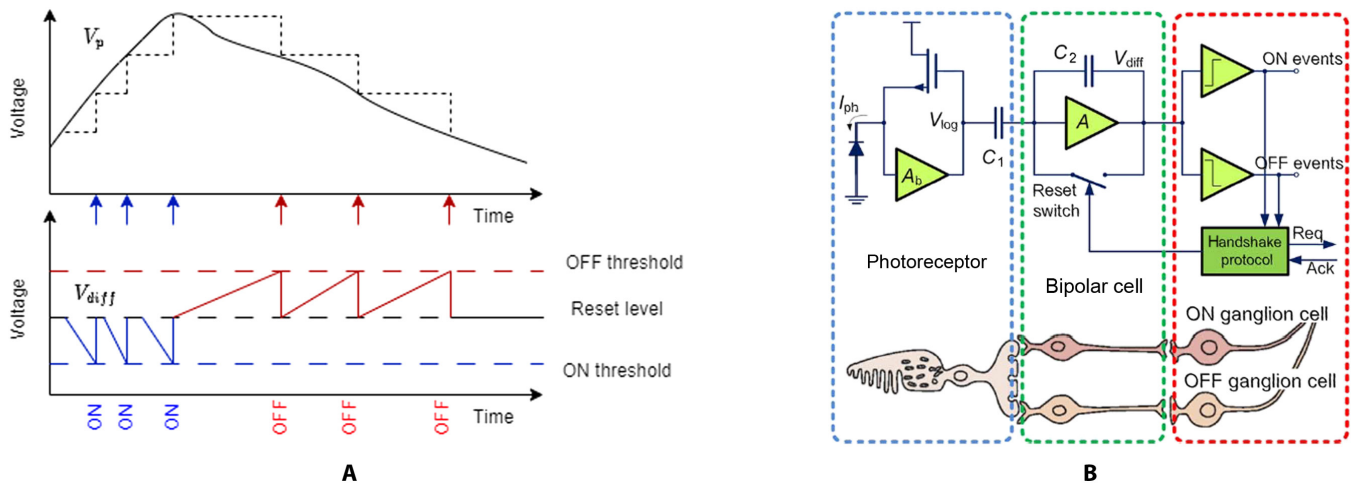 Voltage
V_p
Time
Voltage
V_diff
OFF threshold
Reset level
ON threshold
Time
ON
ON
ON
OFF
OFF
OFF
A
I_ph
A_b
V_log
C_1
Photoreceptor
C_2
V_diff
A
Reset
switch
Bipolar cell
ON events
OFF events
Handshake
protocol
Req
Ack
ON ganglion cell
OFF ganglion cell
B